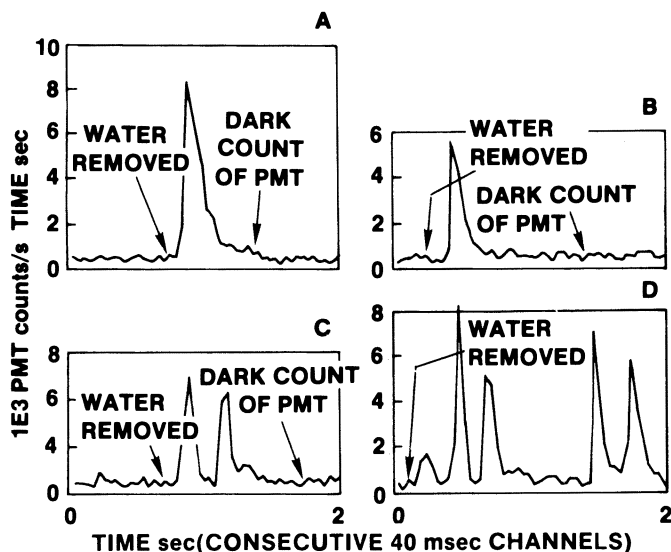 A
10
8
6
4
2
0
WATER
REMOVED
DARK
COUNT
OF PMT
B
6
4
2
0
WATER
REMOVED
DARK COUNT
OF PMT
C
8
6
4
2
0
WATER
REMOVED
DARK COUNT
OF PMT
0
2
D
8
6
4
2
0
WATER
REMOVED
0
2
1E3 PMT counts/s TIME sec
TIME sec(CONSECUTIVE 40 msec CHANNELS)